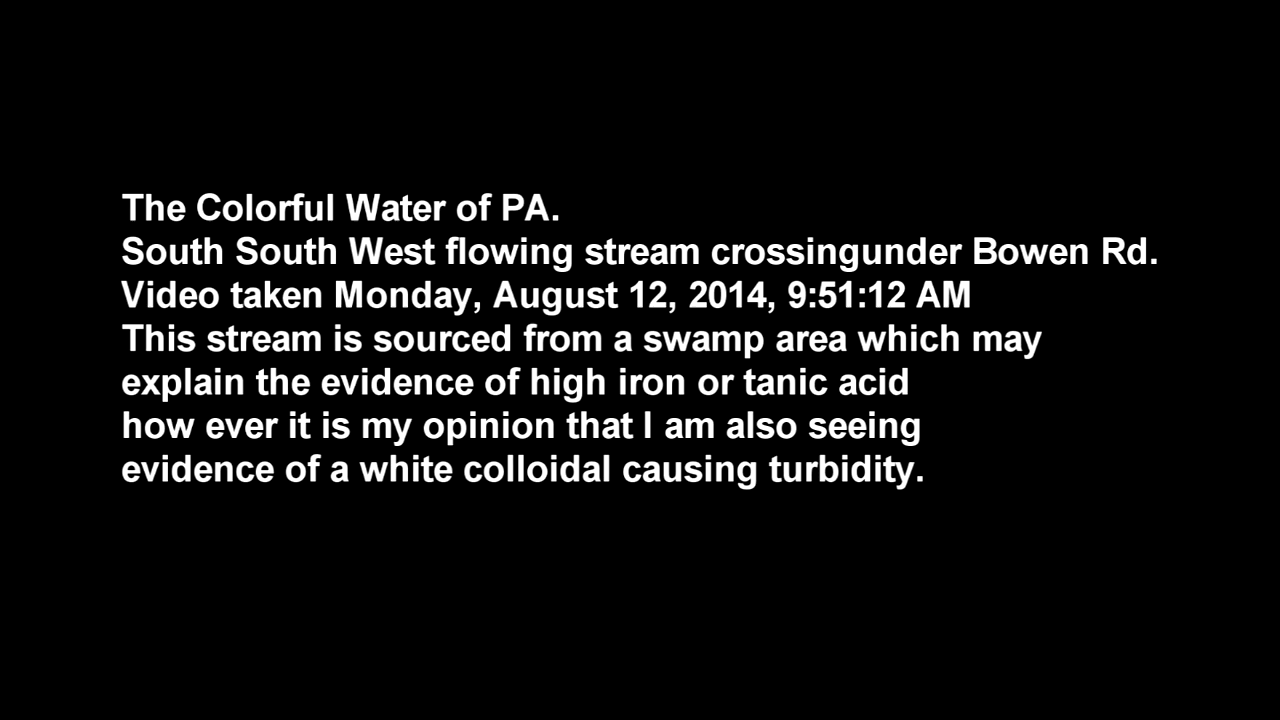 The Colorful Water of PA.
South South West flowing stream crossingunder Bowen Rd.
Video taken Monday, August 12, 2014, 9:51:12 AM
This stream is sourced from a swamp area which may
explain the evidence of high iron or tanic acid
how ever it is my opinion that I am also seeing
evidence of a white colloidal causing turbidity.